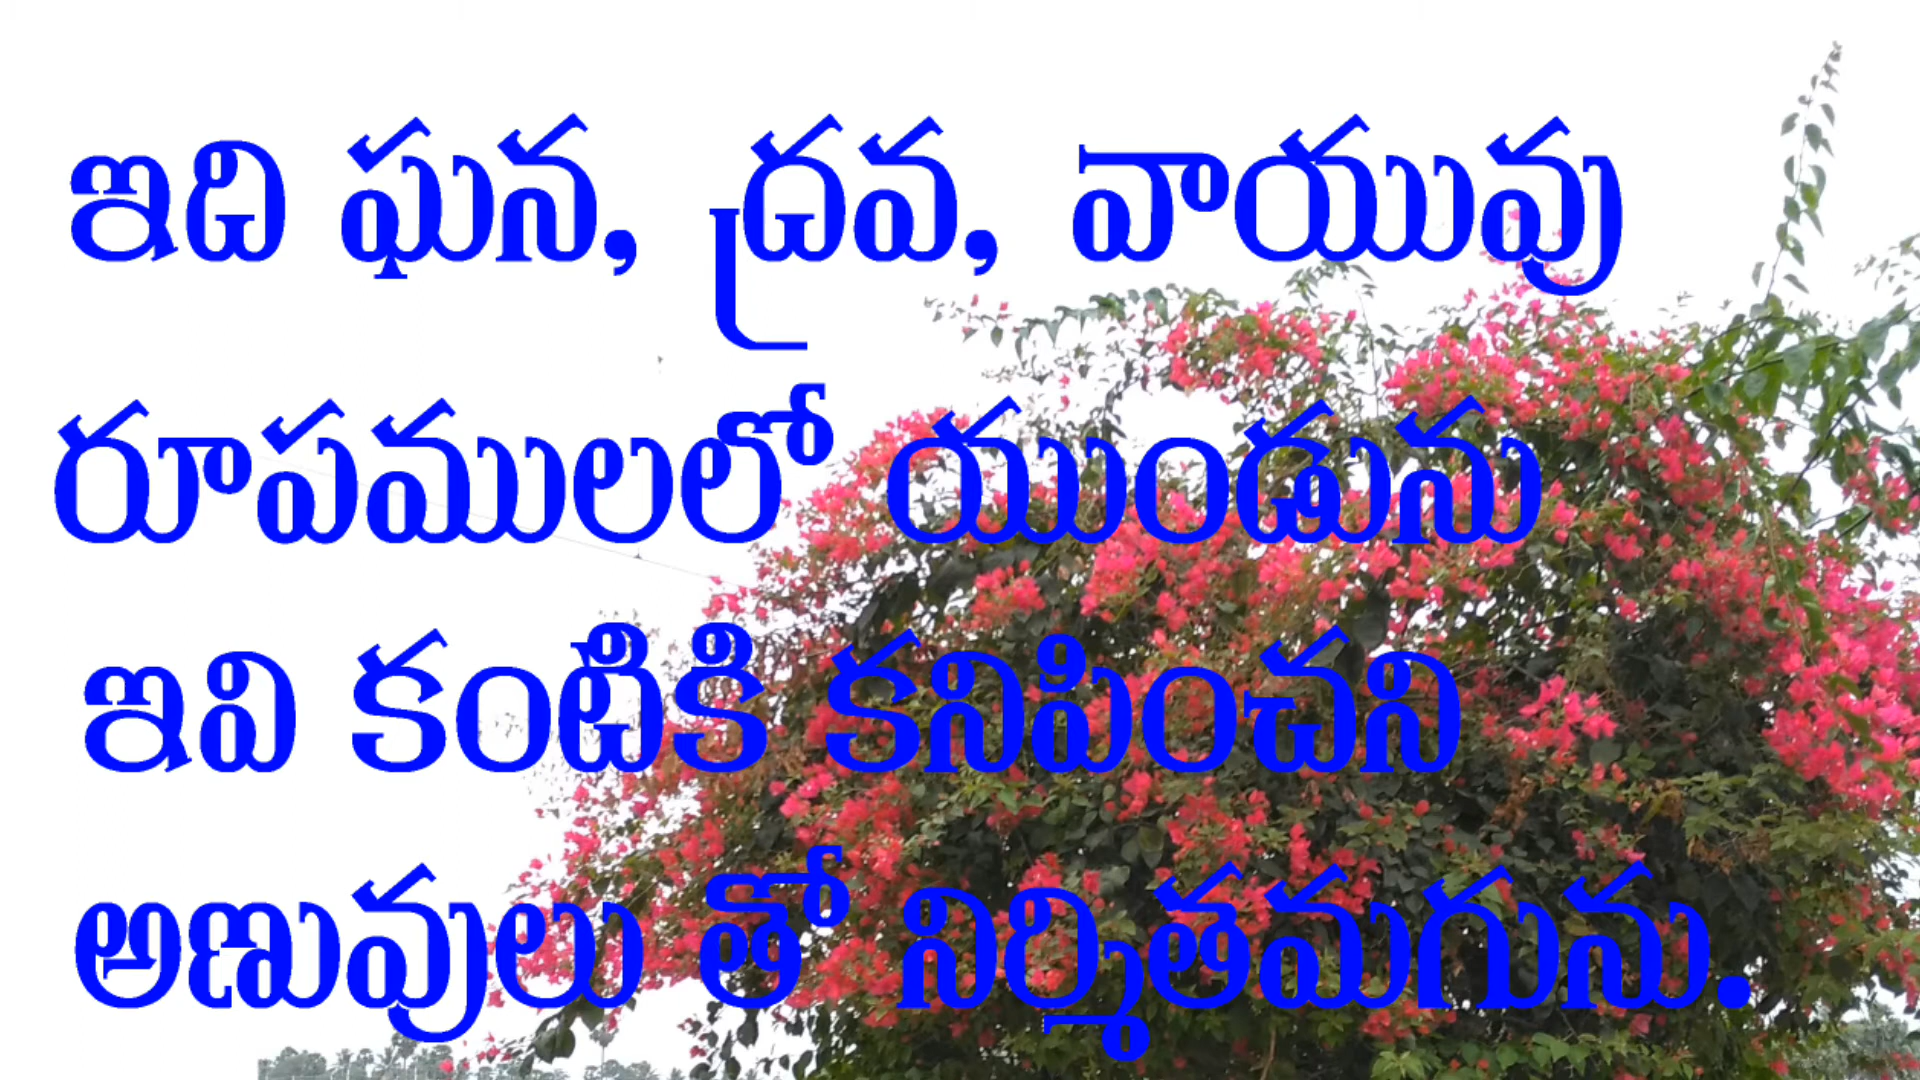 ఇది ఘన, ద్రవ, వాయువు
రూపములలో యుండును
ఇవి కంటికి కనిపించని
అణువులు తో నిర్మితమగును.